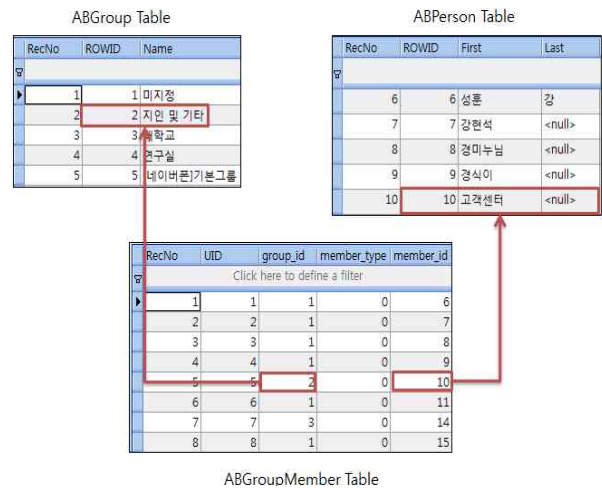 ABGroup Table
RecNo ROWID Name
1 1 미지정
2 2 지인 및 기타
3 3 대학교
4 4 연구실
5 5 [네이버폰]기본그룹
ABPerson Table
RecNo ROWID First Last
6 6 성훈 강
7 7 강현석 <null>
8 8 경미누님 <null>
9 9 경식이 <null>
10 10 고객센터 <null>
RecNo UID group_id member_type member_id
Click here to define a filter
1 1 1 0 6
2 2 1 0 7
3 3 1 0 8
4 4 1 0 9
5 5 2 0 10
6 6 1 0 11
7 7 3 0 14
8 8 1 0 15
ABGroupMember Table